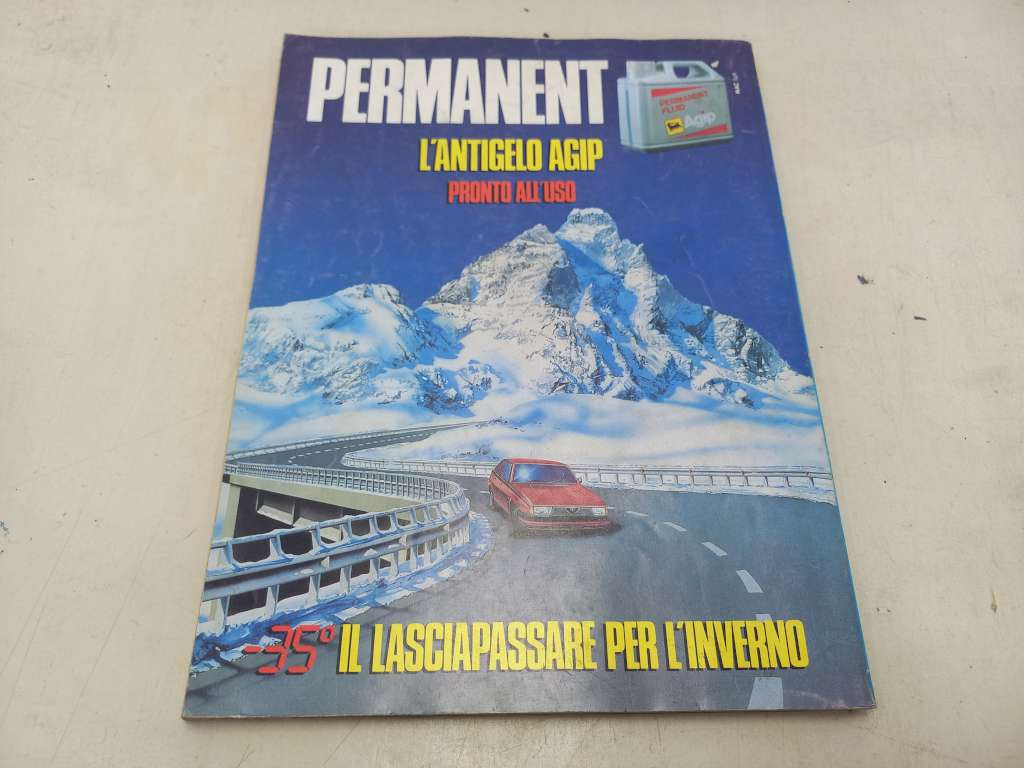 PERMANENT
PERMANENT
FLUID
Agip
L'ANTIGELO AGIP
PRONTO ALL'USO
-35° IL LASCIAPASSARE PER L'INVERNO